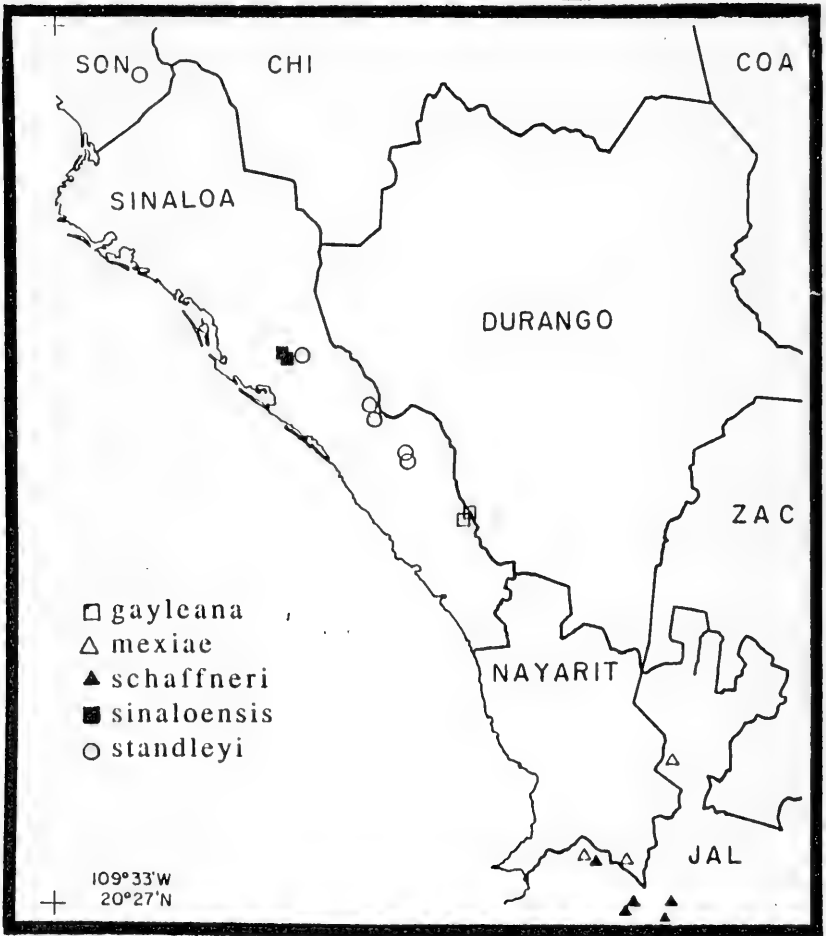 SON
CHI
COA
SINALOA
DURANGO
ZAC
gayleana
mexiae
schaffneri
sinaloensis
standleyi
NAYARIT
JAL
109°33'W
20°27'N